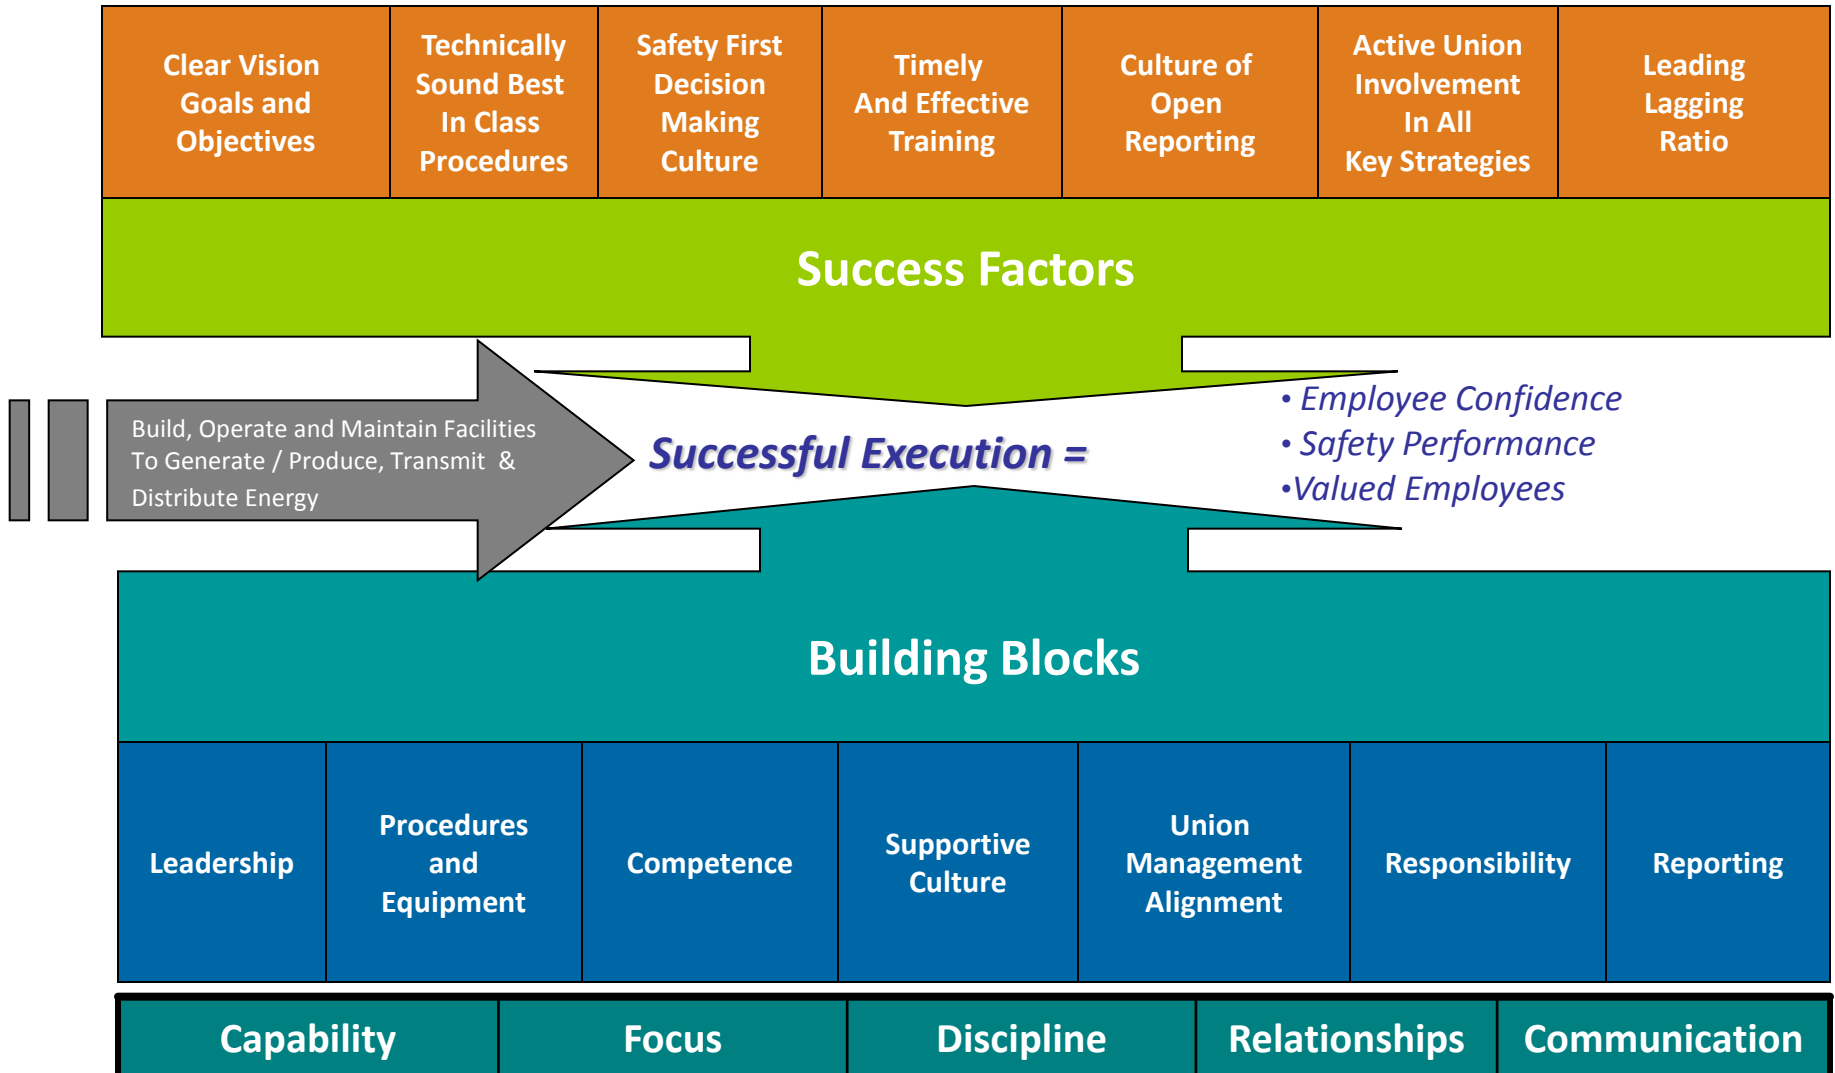 Clear Vision
Goals and
Objectives
Technically
Sound Best
In Class
Procedures
Safety First
Decision
Making
Culture
Timely
And Effective
Training
Culture of
Open
Reporting
Active Union
Involvement
In All
Key Strategies
Leading
Lagging
Ratio
Success Factors
Build, Operate and Maintain Facilities
To Generate / Produce, Transmit &
Distribute Energy
Successful Execution =
• Employee Confidence
• Safety Performance
•Valued Employees
Building Blocks
Leadership
Procedures
and
Equipment
Competence
Supportive
Culture
Union
Management
Alignment
Responsibility
Reporting
Capability
Focus
Discipline
Relationships
Communication